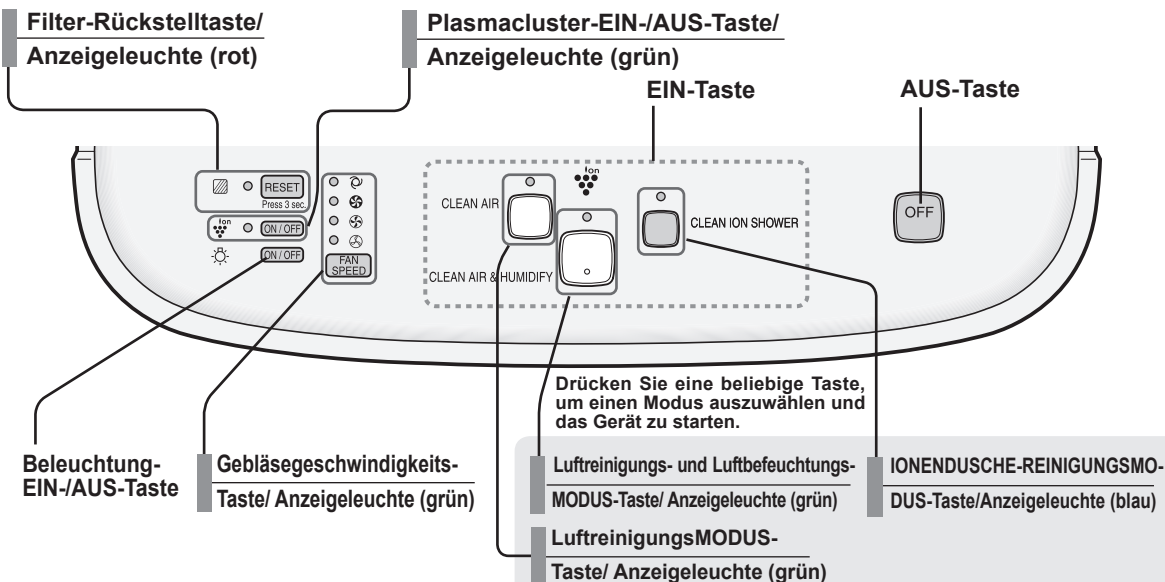 Filter-Rückstelltaste/
Anzeigeleuchte (rot)
Plasmacluster-EIN-/AUS-Taste/
Anzeigeleuchte (grün)
EIN-Taste
AUS-Taste
RESET
Press 3 sec.
Ion
ON / OFF
ON / OFF
FAN
SPEED
CLEAN AIR
Ion
CLEAN AIR & HUMIDIFY
CLEAN ION SHOWER
OFF
Drücken Sie eine beliebige Taste,
um einen Modus auszuwählen und
das Gerät zu starten.
Beleuchtung-
EIN-/AUS-Taste
Gebläsegeschwindigkeits-
Taste/ Anzeigeleuchte (grün)
Luftreinigungs- und Luftbefeuchtungs-
MODUS-Taste/ Anzeigeleuchte (grün)
IONENDUSCHE-REINIGUNGSMO-
DUS-Taste/Anzeigeleuchte (blau)
LuftreinigungsMODUS-
Taste/ Anzeigeleuchte (grün)